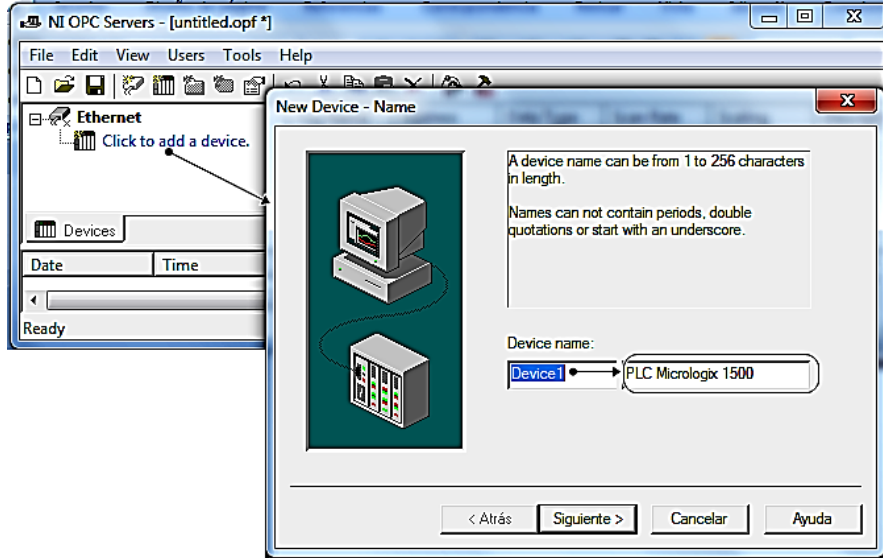 NI OPC Servers - [untitled.opf *]
File Edit View Users Tools Help
Ethernet
Click to add a device.
Devices
Date Time
Ready
New Device - Name
A device name can be from 1 to 256 characters
in length.
Names can not contain periods, double
quotations or start with an underscore.
Device name:
Device1 PLC Micrologix 1500
< Atrás Siguiente > Cancelar Ayuda